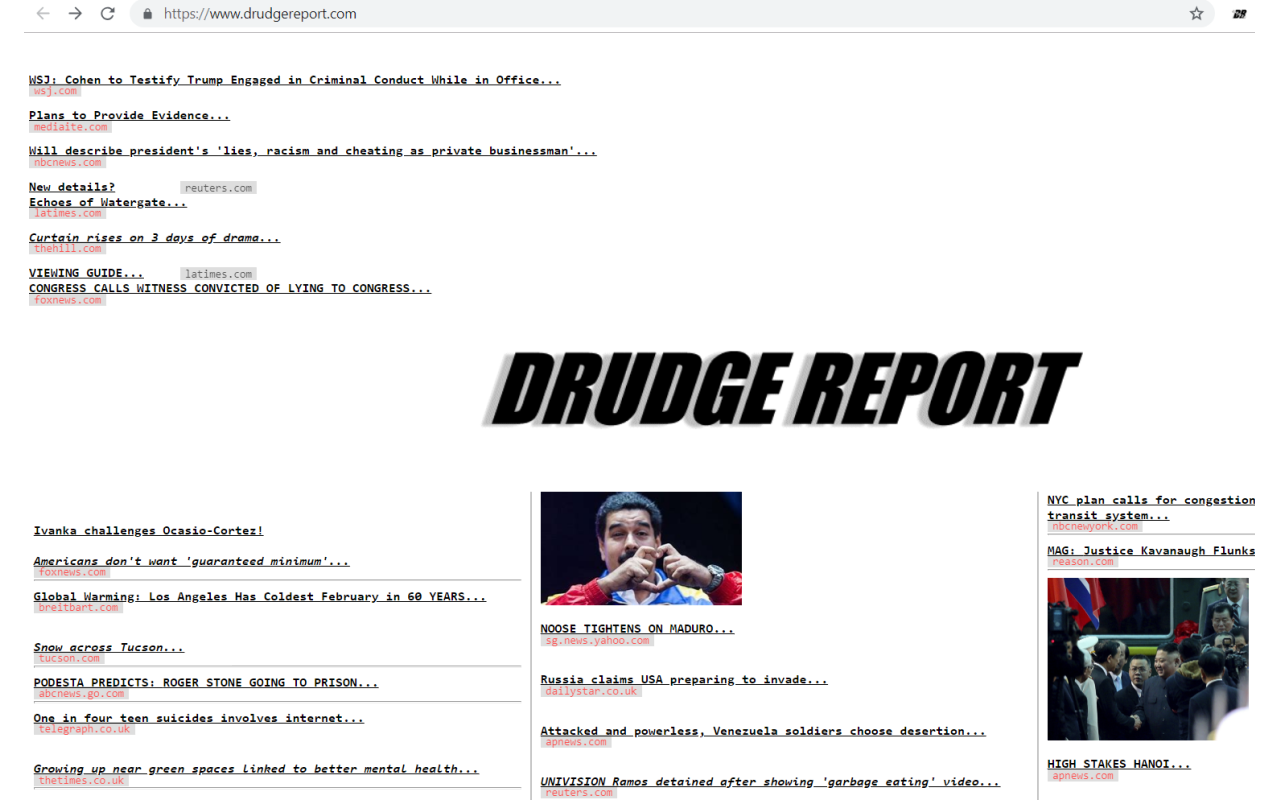 https://www.drudgereport.com
WSJ: Cohen to Testify Trump Engaged in Criminal Conduct While in Office...
wsj.com
Plans to Provide Evidence...
mediaite.com
Will describe president's 'lies, racism and cheating as private businessman'...
nbcnews.com
New details? reuters.com
Echoes of Watergate...
latimes.com
Curtain rises on 3 days of drama...
thehill.com
VIEWING GUIDE... latimes.com
CONGRESS CALLS WITNESS CONVICTED OF LYING TO CONGRESS...
foxnews.com
DRUDGE REPORT
Ivanka challenges Ocasio-Cortez!
Americans don't want 'guaranteed minimum'...
foxnews.com
Global Warming: Los Angeles Has Coldest February in 60 YEARS...
breitbart.com
Snow across Tucson...
tucson.com
PODESTA PREDICTS: ROGER STONE GOING TO PRISON...
abcnews.go.com
One in four teen suicides involves internet...
telegraph.co.uk
Growing up near green spaces linked to better mental health...
thetimes.co.uk
NOOSE TIGHTENS ON MADURO...
sg.news.yahoo.com
Russia claims USA preparing to invade...
dailystar.co.uk
Attacked and powerless, Venezuela soldiers choose desertion...
apnews.com
UNIVISION Ramos detained after showing 'garbage eating' video...
reuters.com
NYC plan calls for congestion
transit system...
nbcnewyork.com
MAG: Justice Kavanaugh Flunks
reason.com
HIGH STAKES HANOI...
apnews.com